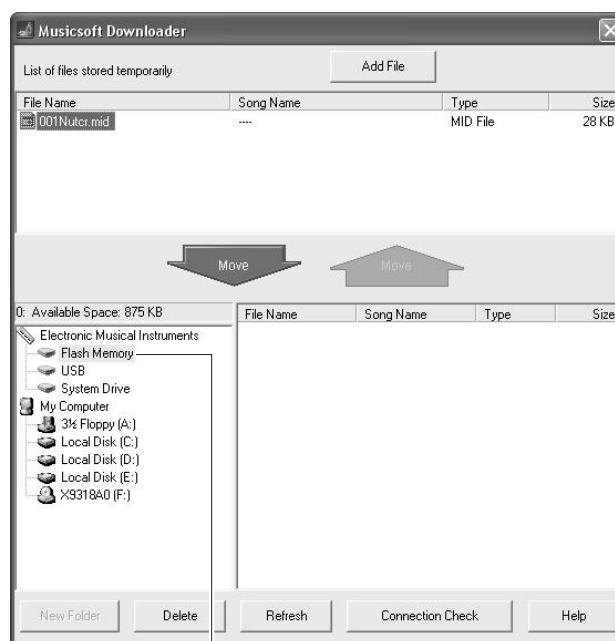 Musicsoft Downloader
List of files stored temporarily
Add File
File Name Song Name Type Size
001Nutcr.mid ---- MID File 28 KB
Move Move
0: Available Space: 875 KB
File Name Song Name Type Size
Electronic Musical Instruments
Flash Memory
USB
System Drive
My Computer
3½ Floppy (A:)
Local Disk (C:)
Local Disk (D:)
Local Disk (E:)
X9318A0 (F:)
New Folder Delete Refresh Connection Check Help